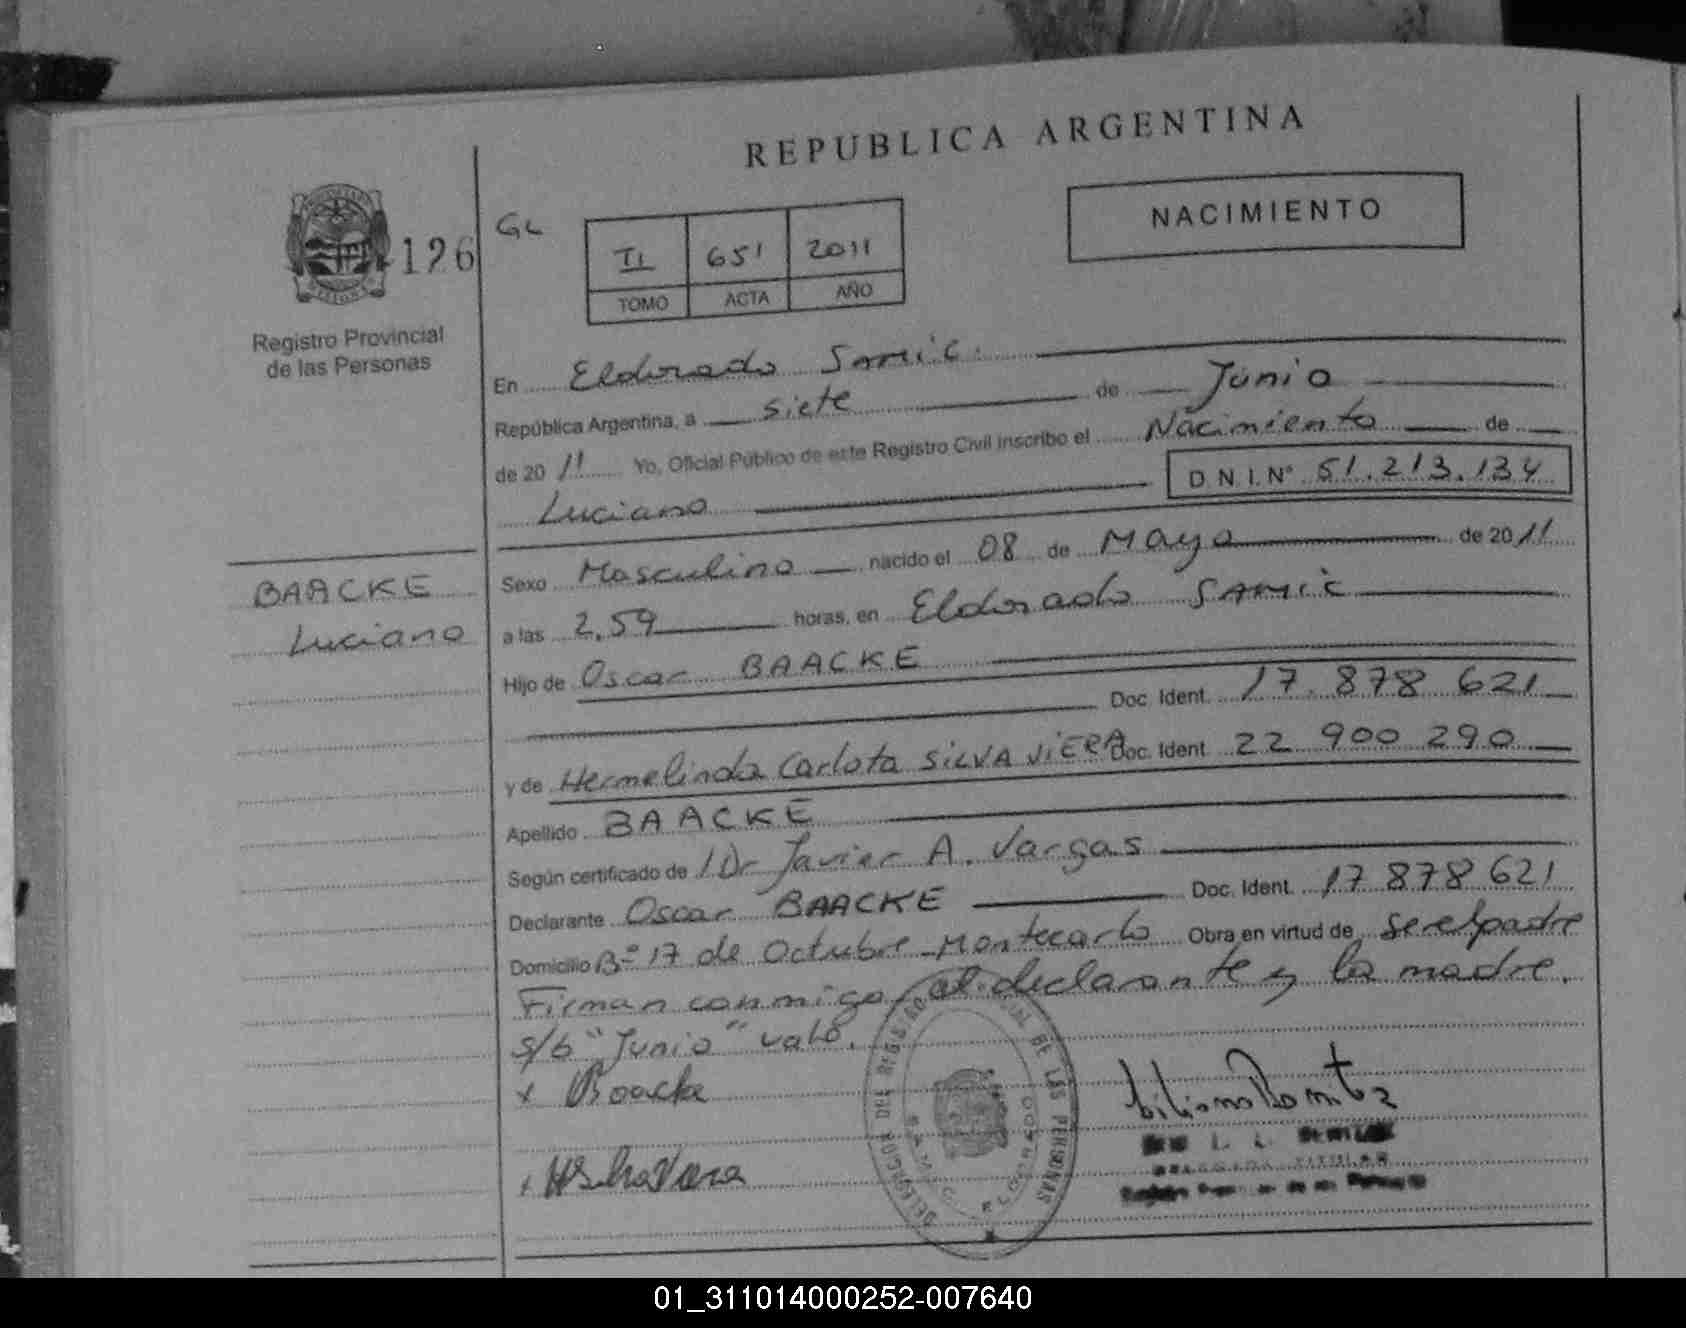 REPUBLICA ARGENTINA
NACIMIENTO
126
GL
II 651 2011
TOMO ACTA AÑO
Registro Provincial
de las Personas
En Eldorado SAMIC.
República Argentina, a siete de Junio
de 2011 Yo, Oficial Público de este Registro Civil inscribo el Nacimiento de
D.N.I.N° 51.213.134
Luciano
BAACKE
Luciano
Sexo Masculino nacido el 08 de Mayo de 2011
a las 2,59 horas, en Eldorado SAMIC
Hijo de Oscar BAACKE
Doc. Ident. 17.878 621
y de Hermelinda Carlota SILVA VIERA Doc. Ident. 22 900 290
Apellido BAACKE
Según certificado de Dr Javier A. Vargas
Declarante Oscar BAACKE Doc. Ident. 17 878 621
Domicilio B° 17 de Octubre - Montecarlo Obra en virtud de ser el padre
Firman conmigo el declarante y la madre.
s/b "Junio" vale.
x Baacke
DE LAS PERSONAS
ELDORADO
01_311014000252-007640